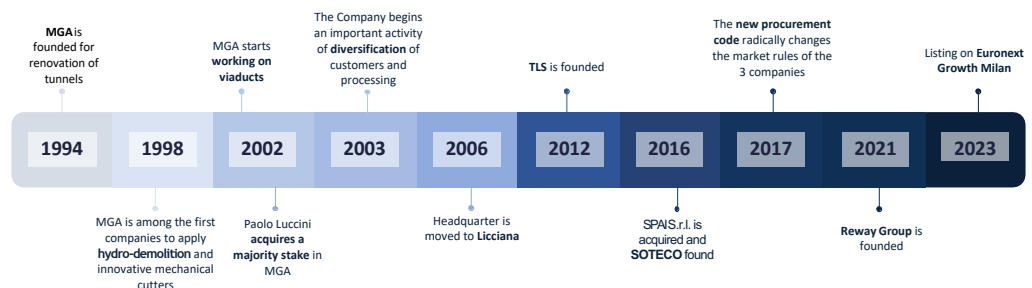 MGA is
founded for
renovation of
tunnels
MGA starts
working on
viaducts
The Company begins
an important activity
of diversification of
customers and
processing
TLS is founded
The new procurement
code radically changes
the market rules of the
3 companies
Listing on Euronext
Growth Milan
1994
1998
2002
2003
2006
2012
2016
2017
2021
2023
MGA is among the first
companies to apply
hydro-demolition and
innovative mechanical
cutters
Paolo Luccini
acquires a
majority stake in
MGA
Headquarter is
moved to Licciana
SPAIS.r.l. is
acquired and
SOTECO found
Reway Group is
founded